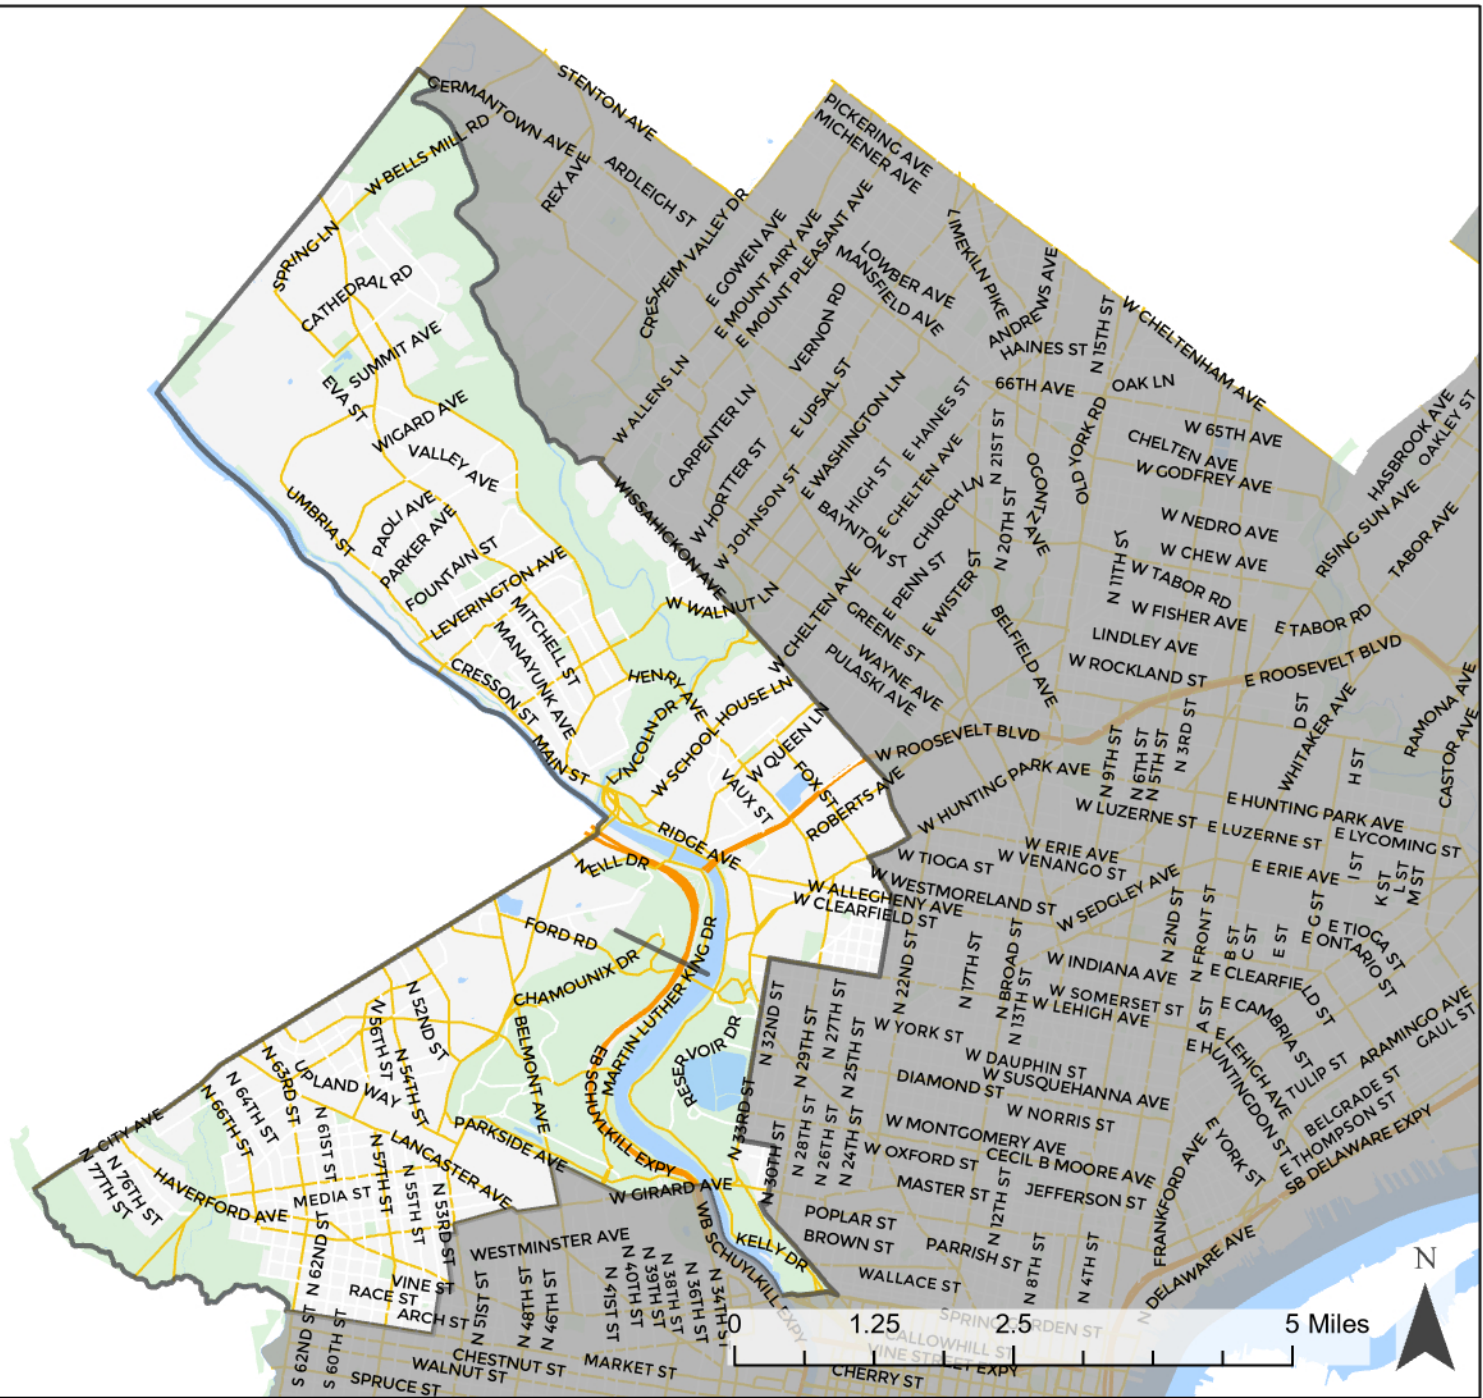 STENTON AVE
GERMANTOWN AVE
PICKERING AVE
MICHENER AVE
W BELLS MILL RD
REX AVE
ARDLEIGH ST
CRESHEIM VALLEY DR
E GOWEN AVE
E MOUNT AIRY AVE
E MOUNT PLEASANT AVE
LIMEKILN PIKE
SPRING LN
CATHEDRAL RD
LOWBER AVE
MANSFIELD AVE
ANDREWS AVE
N 15TH ST
W CHELTENHAM AVE
VERNON RD
HAINES ST
SUMMIT AVE
EVA ST
66TH AVE
OAK LN
W ALLENS LN
CARPENTER LN
E UPSAL ST
E WASHINGTON LN
E HAINES ST
HASBROOK AVE
OAKLEY ST
WIGARD AVE
VALLEY AVE
W HORTTER ST
N 21ST ST
OLD YORK RD
W 65TH AVE
CHELTEN AVE
W GODFREY AVE
OGONTZ AVE
HIGH ST
E CHELTEN AVE
CHURCH LN
UMBRIA ST
PAOLI AVE
PARKER AVE
WISSAHICKON AVE
W JOHNSON ST
BAYNTON ST
N 20TH ST
W NEDRO AVE
W CHEW AVE
RISING SUN AVE
TABOR AVE
FOUNTAIN ST
LEVERINGTON AVE
MITCHELL ST
MANAYUNK AVE
W WALNUT LN
W CHELTEN AVE
E PENN ST
E WISTER ST
GREENE ST
N 11TH ST
W TABOR RD
W FISHER AVE
E TABOR RD
BELFIELD AVE
LINDLEY AVE
W ROCKLAND ST
E ROOSEVELT BLVD
CRESSON ST
HENRY AVE
WAYNE AVE
PULASKI AVE
LINCOLN DR
W SCHOOL HOUSE LN
W QUEEN LN
MAIN ST
VAUX ST
FOX ST
W ROOSEVELT BLVD
ROBERTS AVE
W HUNTING PARK AVE
N 9TH ST
N 6TH ST
N 5TH ST
N 3RD ST
D ST
WHITAKER AVE
H ST
RAMONA AVE
CASTOR AVE
W LUZERNE ST
E HUNTING PARK AVE
E LUZERNE ST
E LYCOMING ST
RIDGE AVE
NEILL DR
W TIOGA ST
W ERIE AVE
W VENANGO ST
E ERIE AVE
I ST
K ST
L ST
M ST
W WESTMORELAND ST
W ALLEGHENY AVE
W CLEARFIELD ST
W SEDGLEY AVE
N 2ND ST
N FRONT ST
B ST
C ST
E ST
G ST
E TIOGA ST
E ONTARIO ST
FORD RD
CHAMOUNIX DR
MARTIN LUTHER KING DR
N 22ND ST
N 17TH ST
N BROAD ST
N 13TH ST
W INDIANA AVE
E CLEARFIELD ST
W SOMERSET ST
W LEHIGH AVE
A ST
E CAMBRIA ST
N 52ND ST
N 56TH ST
N 54TH ST
BELMONT AVE
EB SCHUYLKILL EXPY
RESERVOIR DR
N 32ND ST
N 29TH ST
N 27TH ST
N 25TH ST
W YORK ST
W DAUPHIN ST
W SUSQUEHANNA AVE
E HUNTINGDON ST
E LEHIGH AVE
TULIP ST
ARAMINGO AVE
GAUL ST
N 63RD ST
UPLAND WAY
N 64TH ST
N 66TH ST
N 61ST ST
N 33RD ST
DIAMOND ST
W NORRIS ST
BELGRADE ST
E THOMPSON ST
N CITY AVE
N 77TH ST
N 76TH ST
HAVERFORD AVE
LANCASTER AVE
PARKSIDE AVE
N 57TH ST
N 55TH ST
N 53RD ST
MEDIA ST
N 62ND ST
W GIRARD AVE
N 30TH ST
N 28TH ST
N 26TH ST
N 24TH ST
W MONTGOMERY AVE
CECIL B MOORE AVE
W OXFORD ST
MASTER ST
JEFFERSON ST
N 12TH ST
FRANKFORD AVE
E YORK ST
SB DELAWARE EXPY
POPLAR ST
BROWN ST
PARRISH ST
WALLACE ST
N 8TH ST
N 4TH ST
N DELAWARE AVE
WESTMINSTER AVE
WB SCHUYLKILL EXPY
KELLY DR
VINE ST
RACE ST
ARCH ST
N 51ST ST
N 48TH ST
N 46TH ST
N 41ST ST
N 40TH ST
N 39TH ST
N 38TH ST
N 36TH ST
N 34TH ST
S 62ND ST
S 60TH ST
CHESTNUT ST
WALNUT ST
SPRUCE ST
MARKET ST
SPRING GARDEN ST
CALLOWHILL ST
VINE STREET EXPY
CHERRY ST
0 1.25 2.5 5 Miles
N